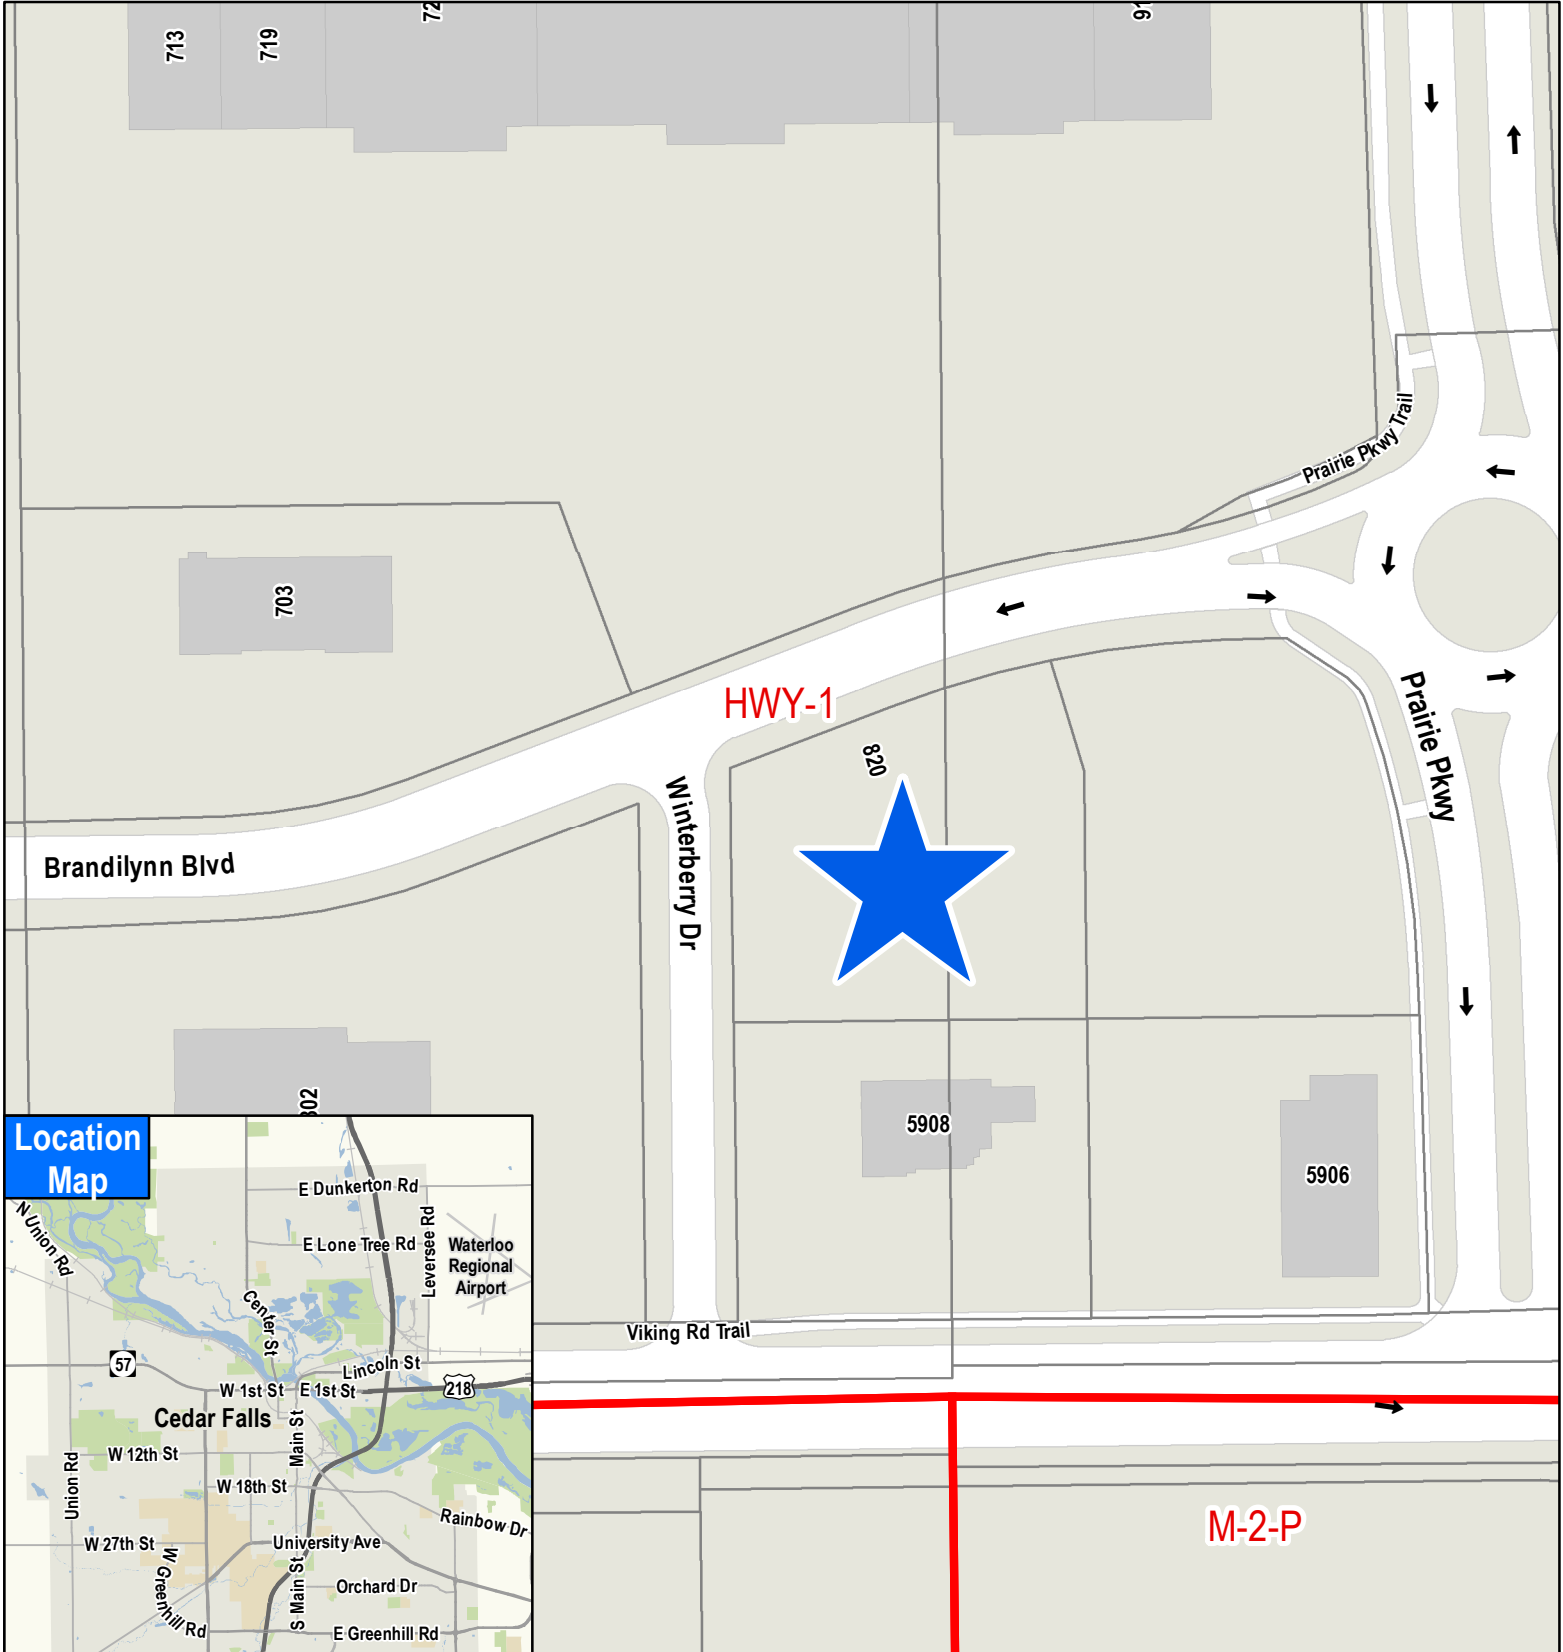 713
719
72
91
Prairie Pkwy Trail
703
HWY-1
820
Prairie Pkwy
Winterberry Dr
Brandilynn Blvd
5908
5906
Viking Rd Trail
M-2-P
Location
Map
N Union Rd
E Dunkerton Rd
E Lone Tree Rd
Leversee Rd
Waterloo
Regional
Airport
Center St
57
Lincoln St
W 1st St
E 1st St
218
Cedar Falls
Main St
W 12th St
Union Rd
W 18th St
Rainbow Dr
W 27th St
University Ave
W Greenhill Rd
S Main St
Orchard Dr
E Greenhill Rd